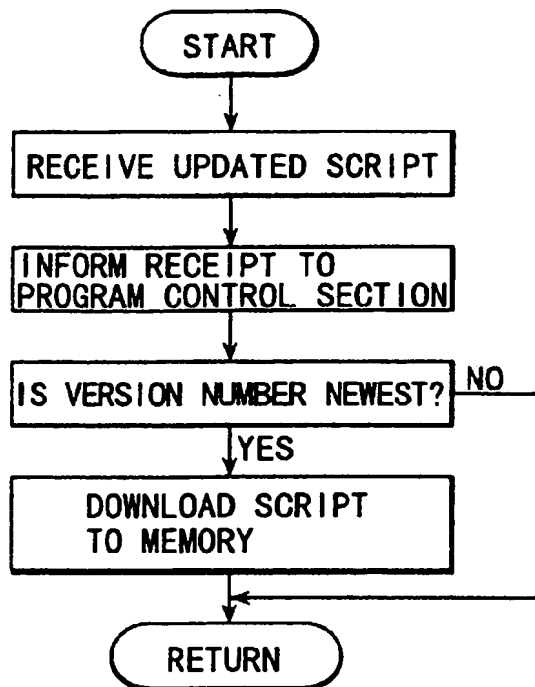 START
RECEIVE UPDATED SCRIPT
INFORM RECEIPT TO
PROGRAM CONTROL SECTION
IS VERSION NUMBER NEWEST?
NO
YES
DOWNLOAD SCRIPT
TO MEMORY
RETURN